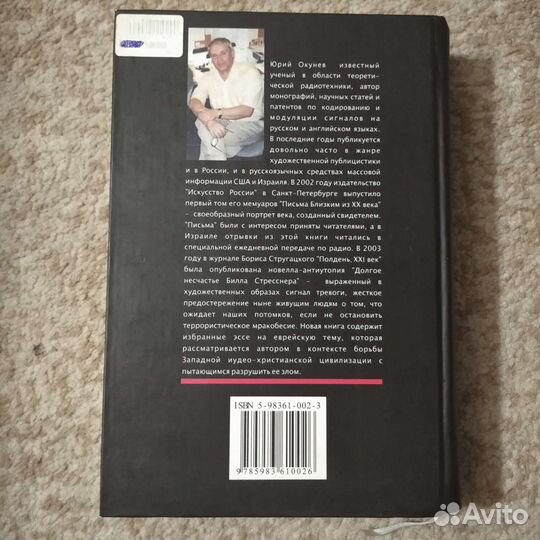 Юрий Окунев известный
ученый в области теорети-
ческой радиотехники, автор
монографий, научных статей и
патентов по кодированию и
модуляции сигналов на
русском и английском языках.
В последние годы публикуется
довольно часто в жанре
художественной публицистики
и в России, и в русскоязычных средствах массовой
информации США и Израиля. В 2002 году издательство
"Искусство России" в Санкт-Петербурге выпустило
первый том его мемуаров "Письма Близким из XX века"
- своеобразный портрет века, созданный свидетелем.
"Письма" были с интересом приняты читателями, а в
Израиле отрывки из этой книги читались в
специальной ежедневной передаче по радио. В 2003
году в журнале Бориса Стругацкого "Полдень, XXI век"
была опубликована новелла-антиутопия "Долгое
несчастье Билла Стресснера" - выраженный в
художественных образах сигнал тревоги, жесткое
предостережение ныне живущим людям о том, что
ожидает наших потомков, если не остановить
террористическое мракобесие. Новая книга содержит
избранные эссе на еврейскую тему, которая
рассматривается автором в контексте борьбы
Западной иудео-христианской цивилизации с
пытающимся разрушить ее злом.
ISBN 5-98361-002-3
9785983610026
Avito